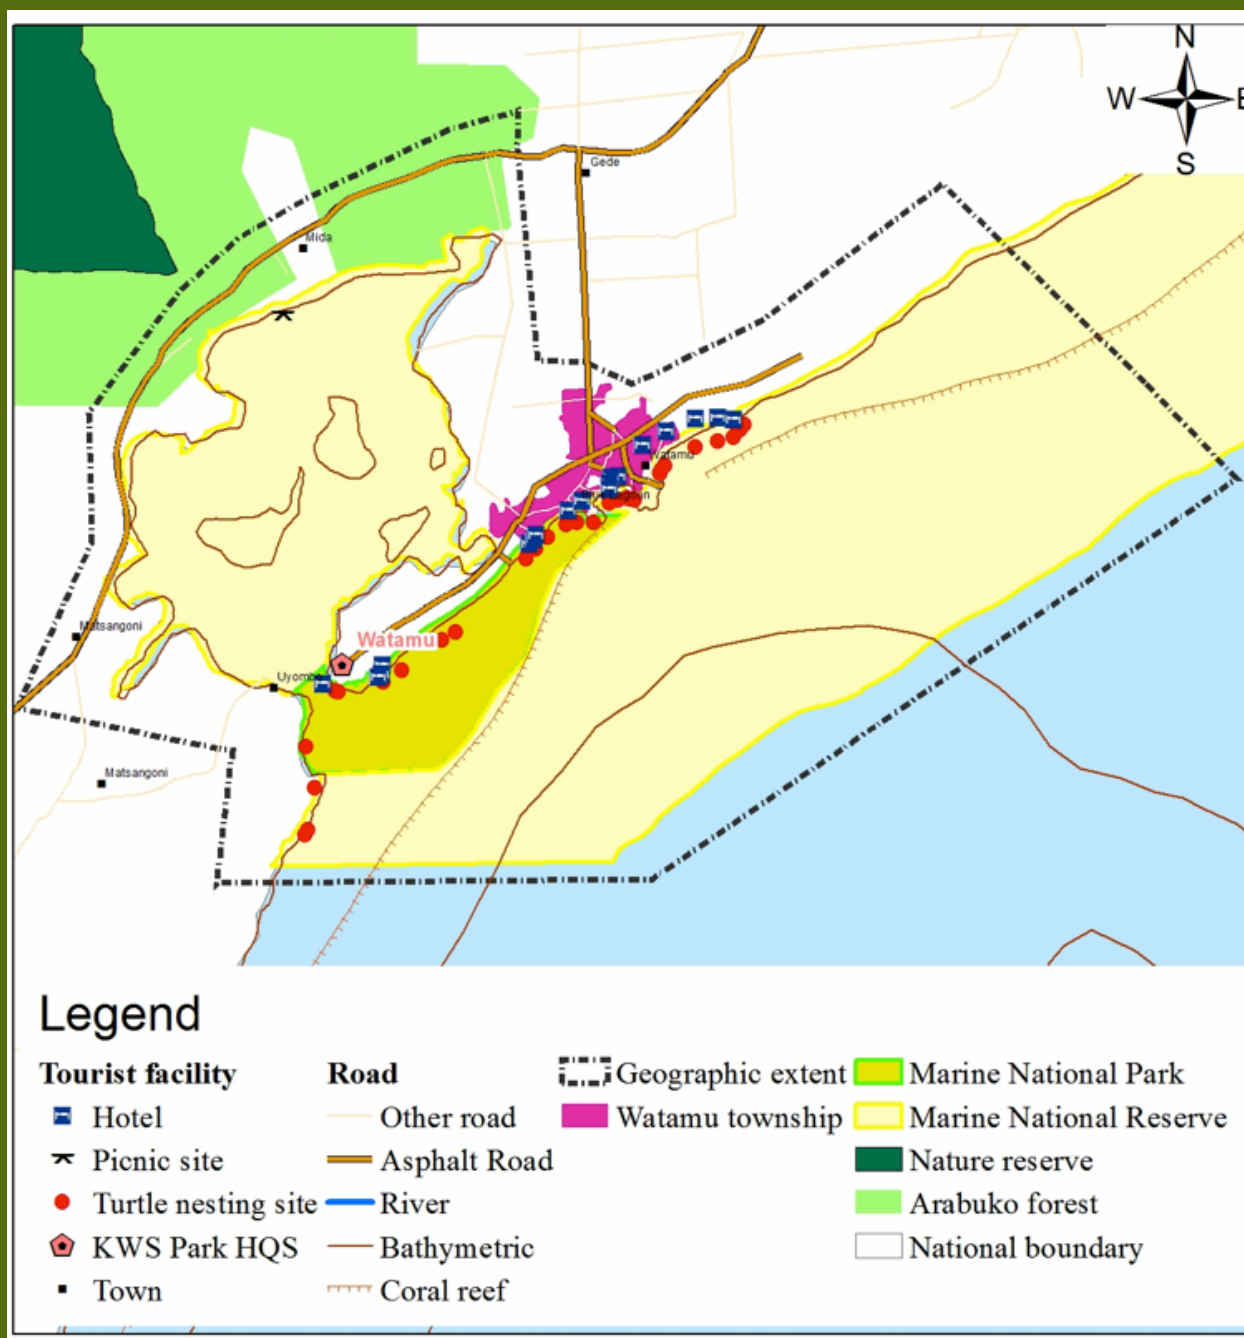 N
W E
S
Gede
Mida
Watamu
Lagoon
Watamu
Matsangoni
Uyombo
Matsangoni
Legend
Tourist facility
Hotel
Picnic site
Turtle nesting site
KWS Park HQS
Town
Road
Other road
Asphalt Road
River
Bathymetric
Coral reef
Geographic extent
Watamu township
Marine National Park
Marine National Reserve
Nature reserve
Arabuko forest
National boundary